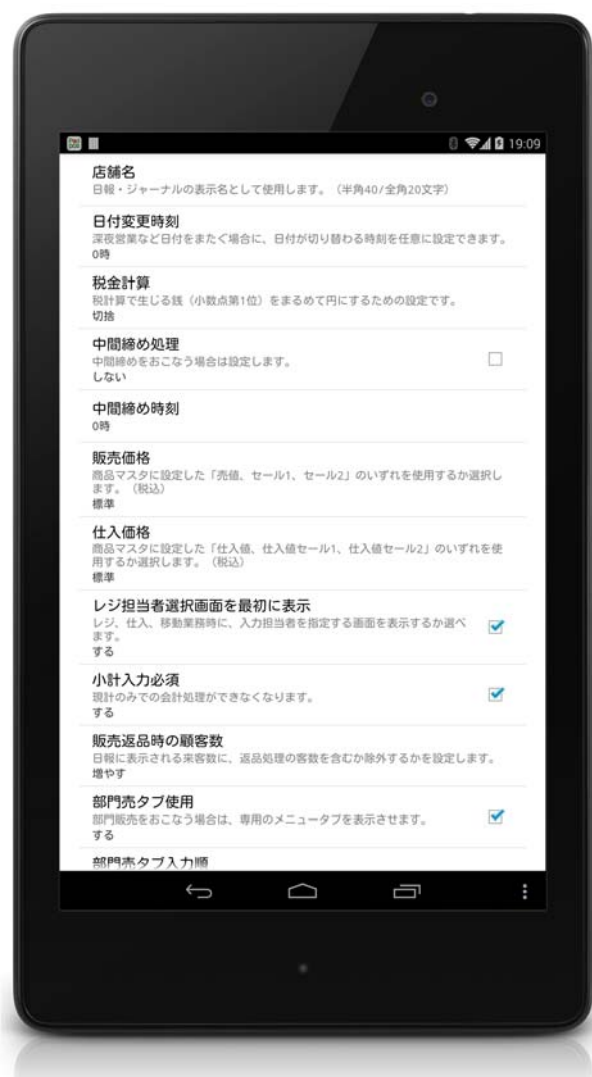 19:09
店舗名
日報・ジャーナルの表示名として使用します。（半角40/全角20文字）
日付変更時刻
深夜営業など日付をまたぐ場合に、日付が切り替わる時刻を任意に設定できます。
0時
税金計算
税計算で生じる銭（小数点第1位）をまるめて円にするための設定です。
切捨
中間締め処理
中間締めをおこなう場合は設定します。
しない
中間締め時刻
0時
販売価格
商品マスタに設定した「売値、セール1、セール2」のいずれを使用するか選択し
ます。（税込）
標準
仕入価格
商品マスタに設定した「仕入値、仕入値セール1、仕入値セール2」のいずれを使
用するか選択します。（税込）
標準
レジ担当者選択画面を最初に表示
レジ、仕入、移動業務時に、入力担当者を指定する画面を表示するか選べ
ます。
する
小計入力必須
現計のみでの会計処理ができなくなります。
する
販売返品時の顧客数
日報に表示される来客数に、返品処理の客数を含むか除外するかを設定します。
増やす
部門売タブ使用
部門販売をおこなう場合は、専用のメニュータブを表示させます。
する
部門売タブ入力順